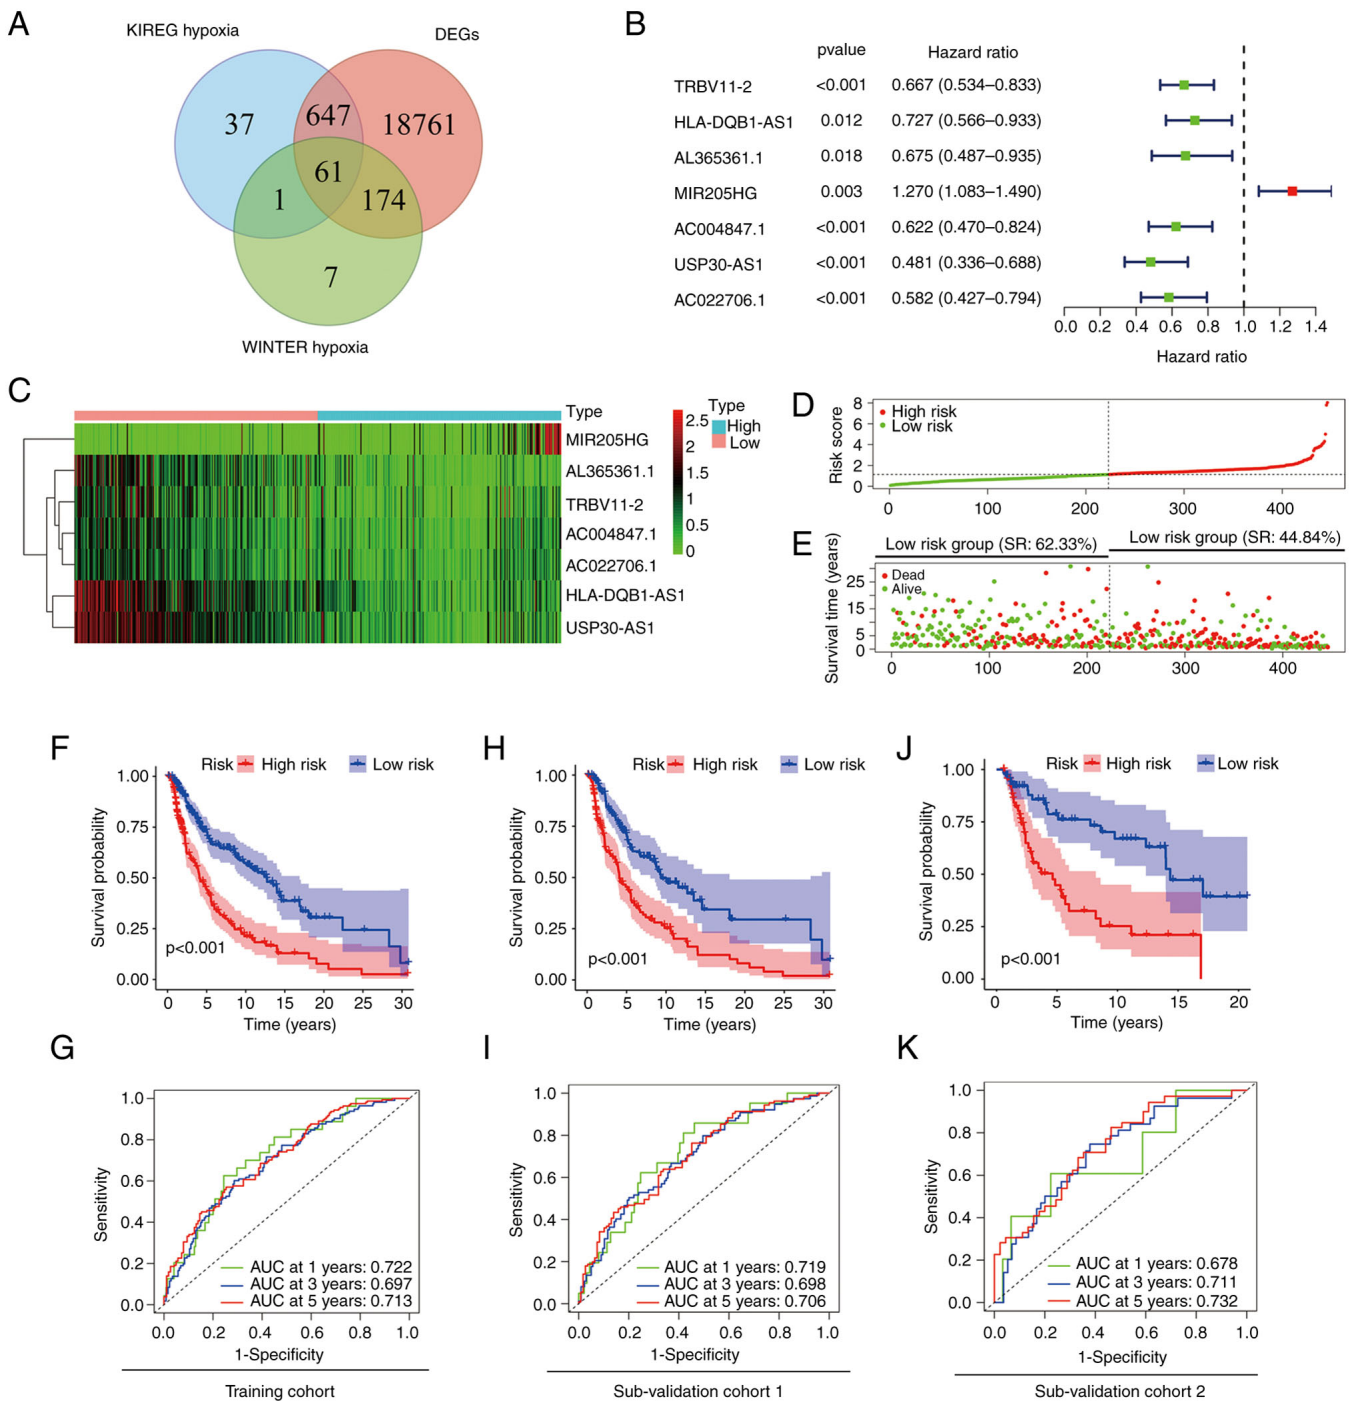 A
KIREG hypoxia
DEGs
37
647
18761
61
1
174
7
WINTER hypoxia
B
pvalue Hazard ratio
TRBV11-2 <0.001 0.667 (0.534–0.833)
HLA-DQB1-AS1 0.012 0.727 (0.566–0.933)
AL365361.1 0.018 0.675 (0.487–0.935)
MIR205HG 0.003 1.270 (1.083–1.490)
AC004847.1 <0.001 0.622 (0.470–0.824)
USP30-AS1 <0.001 0.481 (0.336–0.688)
AC022706.1 <0.001 0.582 (0.427–0.794)
0.0 0.2 0.4 0.6 0.8 1.0 1.2 1.4
Hazard ratio
C
Type
MIR205HG
AL365361.1
TRBV11-2
AC004847.1
AC022706.1
HLA-DQB1-AS1
USP30-AS1
2.5
2
1.5
1
0.5
0
Type
High
Low
D
Risk score
8
6
4
2
0
High risk
Low risk
0 100 200 300 400
E
Low risk group (SR: 62.33%)
Low risk group (SR: 44.84%)
Survival time (years)
25
15
5
0
Dead
Alive
0 100 200 300 400
F
Risk High risk Low risk
Survival probability
1.00
0.75
0.50
0.25
0.00
p<0.001
0 5 10 15 20 25 30
Time (years)
H
Risk High risk Low risk
Survival probability
1.00
0.75
0.50
0.25
0.00
p<0.001
0 5 10 15 20 25 30
Time (years)
J
Risk High risk Low risk
Survival probability
1.00
0.75
0.50
0.25
0.00
p<0.001
0 5 10 15 20
Time (years)
G
Sensitivity
1.0
0.8
0.6
0.4
0.2
0.0
AUC at 1 years: 0.722
AUC at 3 years: 0.697
AUC at 5 years: 0.713
0.0 0.2 0.4 0.6 0.8 1.0
1-Specificity
Training cohort
I
Sensitivity
1.0
0.8
0.6
0.4
0.2
0.0
AUC at 1 years: 0.719
AUC at 3 years: 0.698
AUC at 5 years: 0.706
0.0 0.2 0.4 0.6 0.8 1.0
1-Specificity
Sub-validation cohort 1
K
Sensitivity
1.0
0.8
0.6
0.4
0.2
0.0
AUC at 1 years: 0.678
AUC at 3 years: 0.711
AUC at 5 years: 0.732
0.0 0.2 0.4 0.6 0.8 1.0
1-Specificity
Sub-validation cohort 2